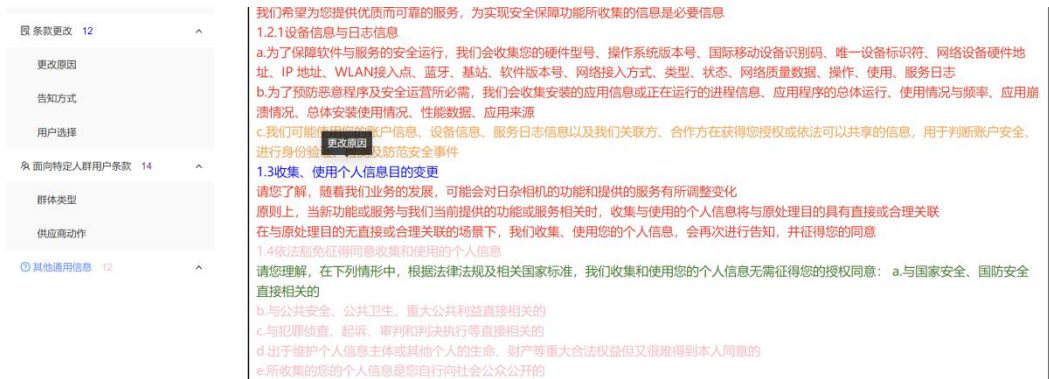 条款更改 12
更改原因
告知方式
用户选择
面向特定人群用户条款 14
群体类型
供应商动作
其他通用信息 12
我们希望为您提供优质而可靠的服务，为实现安全保障功能所收集的信息是必要信息
1.2.1设备信息与日志信息
a.为了保障软件与服务的安全运行，我们会收集您的硬件型号、操作系统版本号、国际移动设备识别码、唯一设备标识符、网络设备硬件地
址、IP 地址、WLAN接入点、蓝牙、基站、软件版本号、网络接入方式、类型、状态、网络质量数据、操作、使用、服务日志
b.为了预防恶意程序及安全运营所必需，我们会收集安装的应用信息或正在运行的进程信息、应用程序的总体运行、使用情况与频率、应用崩
溃情况、总体安装使用情况、性能数据、应用来源
c.我们可能使用您的账户信息、设备信息、服务日志信息以及我们关联方、合作方在获得您授权或依法可以共享的信息，用于判断账户安全、
进行身份验 及防范安全事件
更改原因
1.3收集、使用个人信息目的变更
请您了解，随着我们业务的发展，可能会对日杂相机的功能和提供的服务有所调整变化
原则上，当新功能或服务与我们当前提供的功能或服务相关时，收集与使用的个人信息将与原处理目的具有直接或合理关联
在与原处理目的无直接或合理关联的场景下，我们收集、使用您的个人信息，会再次进行告知，并征得您的同意
1.4依法豁免征得同意收集和使用的个人信息
请您理解，在下列情形中，根据法律法规及相关国家标准，我们收集和使用您的个人信息无需征得您的授权同意： a.与国家安全、国防安全
直接相关的
b.与公共安全、公共卫生、重大公共利益直接相关的
c.与犯罪侦查、起诉、审判和判决执行等直接相关的
d.出于维护个人信息主体或其他个人的生命、财产等重大合法权益但又很难得到本人同意的
e.所收集的您的个人信息是您自行向社会公众公开的